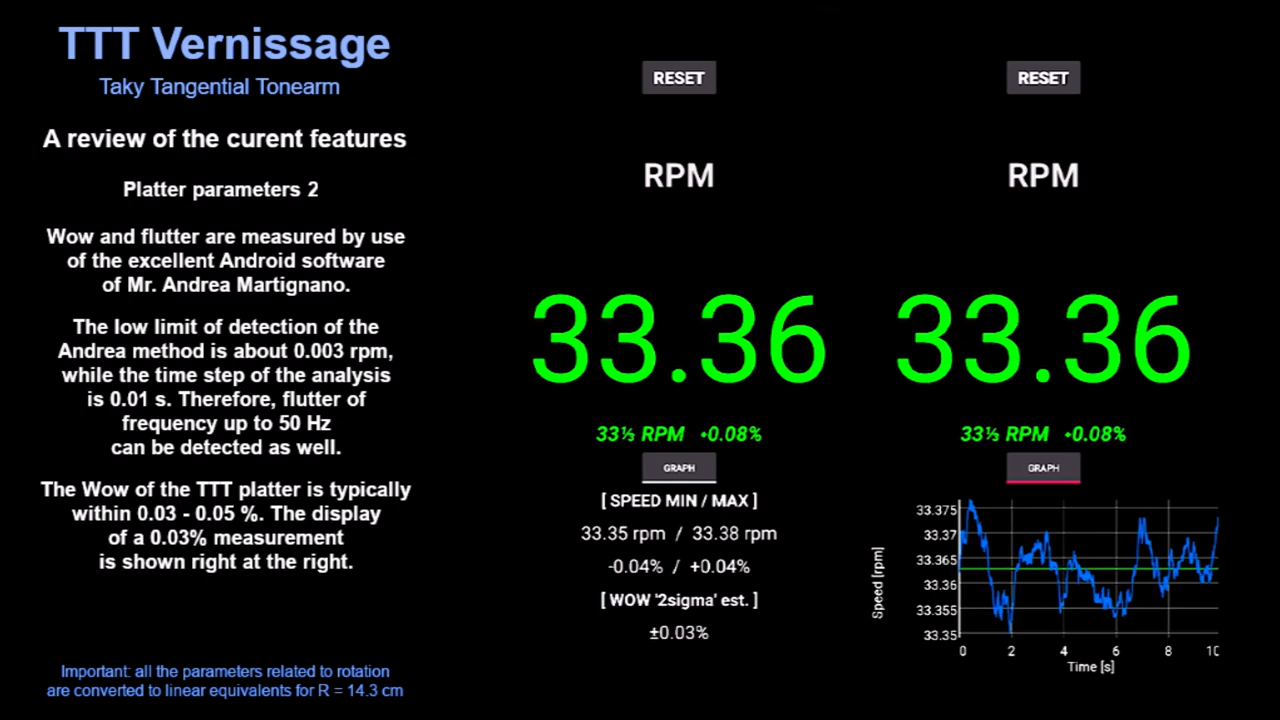 TTT Vernissage
Taky Tangential Tonearm
A review of the curent features
Platter parameters 2
Wow and flutter are measured by use
of the excellent Android software
of Mr. Andrea Martignano.
The low limit of detection of the
Andrea method is about 0.003 rpm,
while the time step of the analysis
is 0.01 s. Therefore, flutter of
frequency up to 50 Hz
can be detected as well.
The Wow of the TTT platter is typically
within 0.03 - 0.05 %. The display
of a 0.03% measurement
is shown right at the right.
Important: all the parameters related to rotation
are converted to linear equivalents for R = 14.3 cm
RESET
RPM
33.36
33⅓ RPM +0.08%
GRAPH
[ SPEED MIN / MAX ]
33.35 rpm / 33.38 rpm
-0.04% / +0.04%
[ WOW '2sigma' est. ]
±0.03%
RESET
RPM
33.36
33⅓ RPM +0.08%
GRAPH
Speed [rpm]
33.375
33.37
33.365
33.36
33.355
33.35
0 2 4 6 8 10
Time [s]